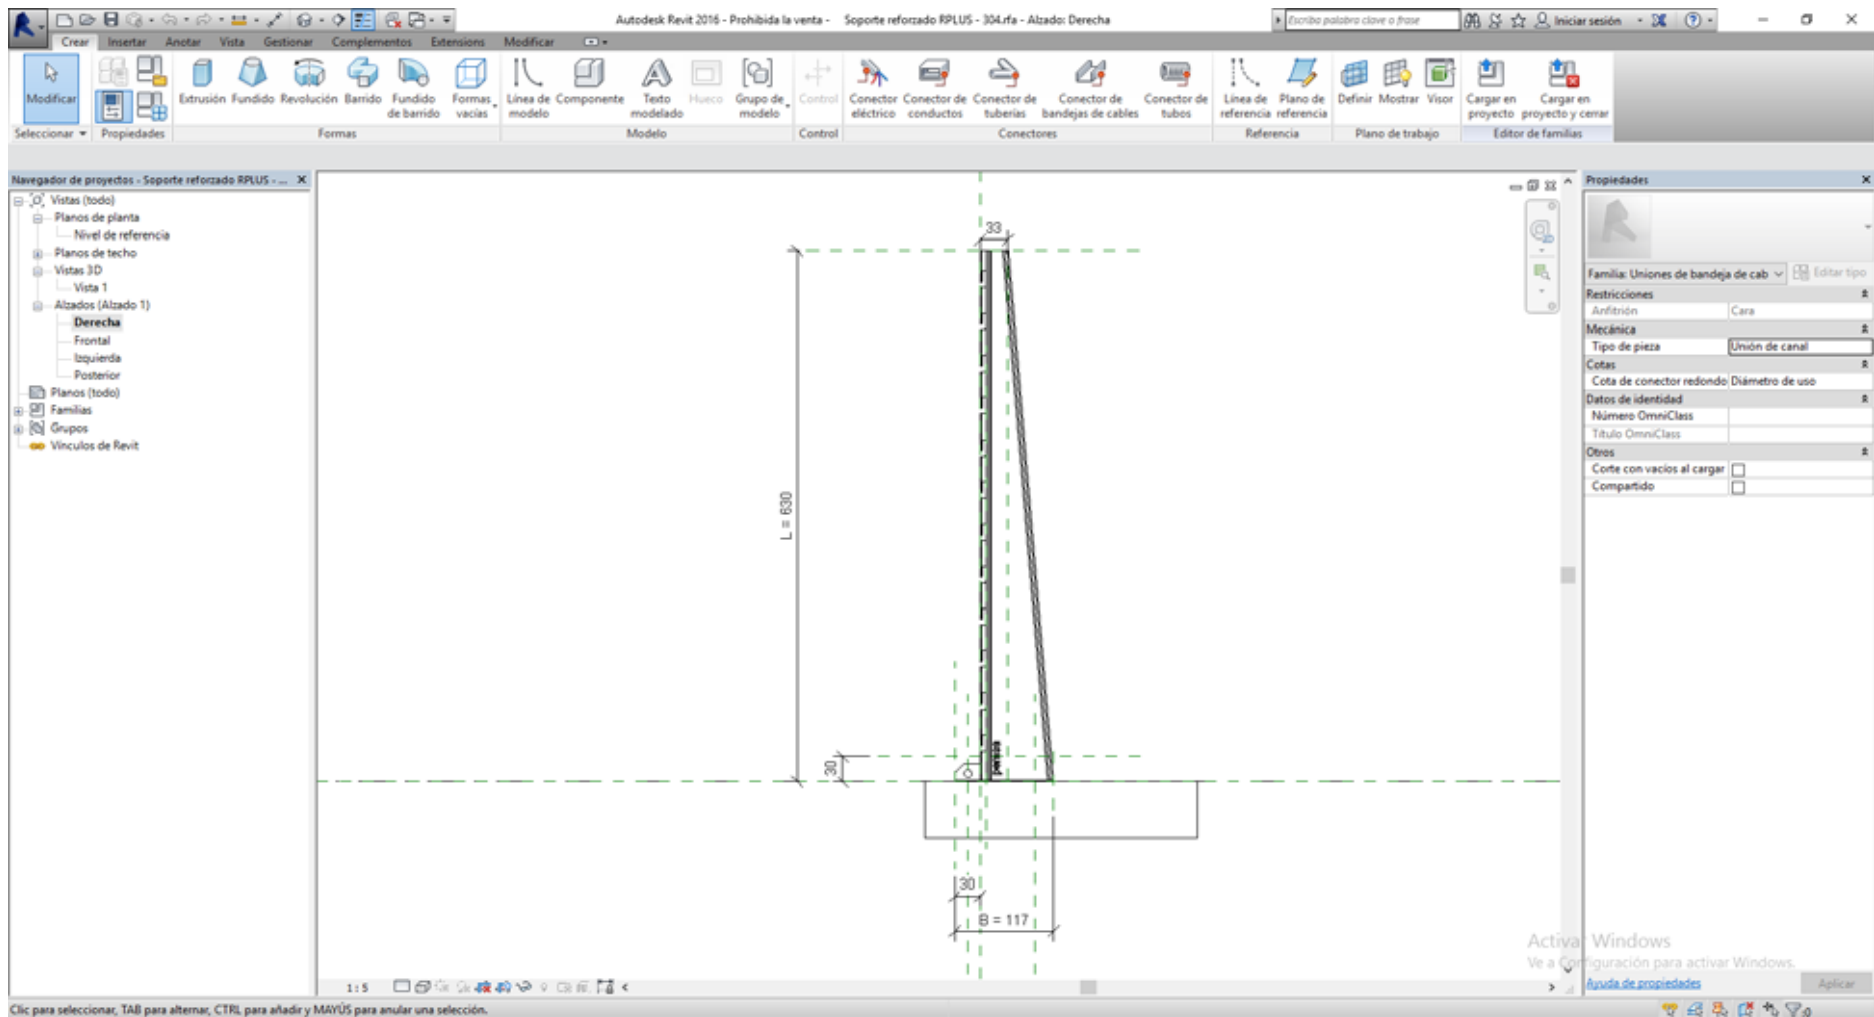 Autodesk Revit 2016 - Prohibida la venta - Soporte reforzado RPLUS - 304.rfa - Alzado: Derecha
Escriba palabra clave o frase
Iniciar sesión
Crear Insertar Anotar Vista Gestionar Complementos Extensions Modificar
Modificar
Extrusión Fundido Revolución Barrido Fundido de barrido Formas vacías
Línea de modelo Componente Texto modelado Hueco Grupo de modelo
Control
Conector eléctrico Conector de conductos Conector de tuberías Conector de bandejas de cables Conector de tubos
Línea de referencia Plano de referencia
Definir Mostrar Visor
Cargar en proyecto Cargar en proyecto y cerrar
Seleccionar Propiedades Formas Modelo Control Conectores Referencia Plano de trabajo Editor de familias
Navegador de proyectos - Soporte reforzado RPLUS - ...
Vistas (todo)
Planos de planta
Nivel de referencia
Planos de techo
Vistas 3D
Vista 1
Alzados (Alzado 1)
Derecha
Frontal
Izquierda
Posterior
Planos (todo)
Familias
Grupos
Vínculos de Revit
33
L = 630
30
30
B = 117
Propiedades
Familia: Uniones de bandeja de cab
Editar tipo
Restricciones
Anfitrión Cara
Mecánica
Tipo de pieza Unión de canal
Cotas
Cota de conector redondo Diámetro de uso
Datos de identidad
Número OmniClass
Título OmniClass
Otros
Corte con vacíos al cargar
Compartido
Activar Windows
Ve a Configuración para activar Windows.
Ayuda de propiedades
Aplicar
1 : 5
Clic para seleccionar, TAB para alternar, CTRL para añadir y MAYÚS para anular una selección.
:0